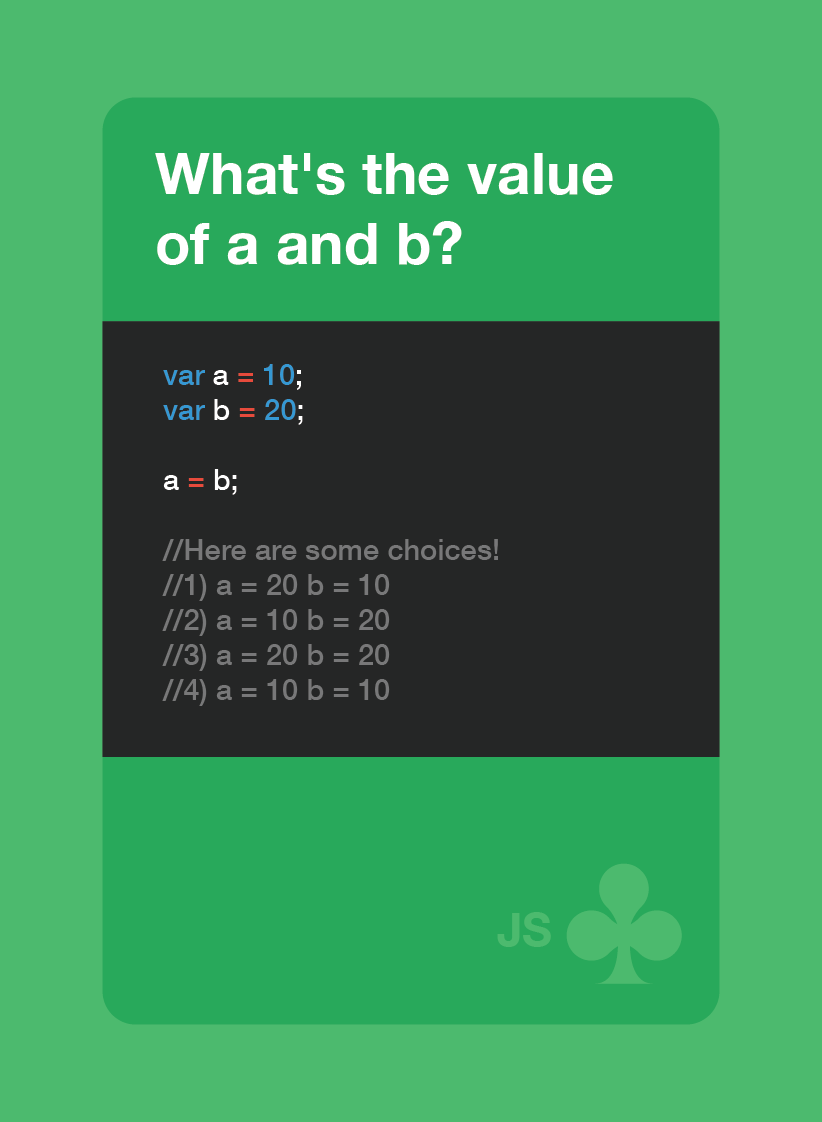 What's the value
of a and b?
var a = 10;
var b = 20;
a = b;
//Here are some choices!
//1) a = 20 b = 10
//2) a = 10 b = 20
//3) a = 20 b = 20
//4) a = 10 b = 10
JS